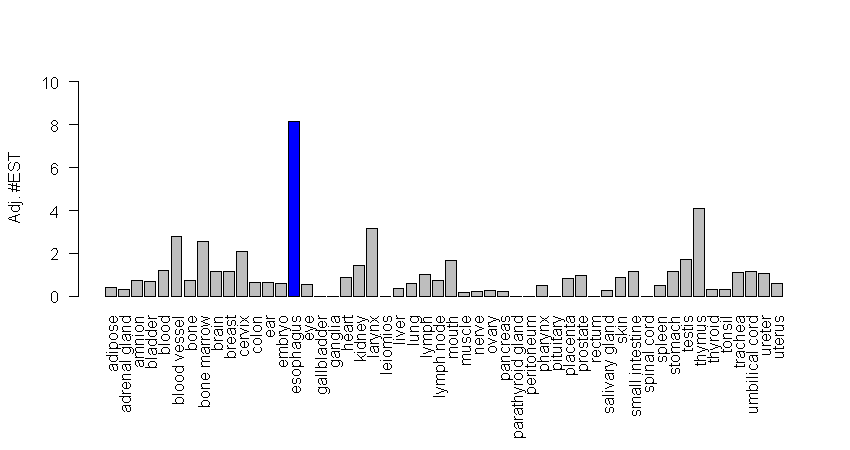 10
8
6
4
2
0
Adj. #EST
adipose
adrenal gland
amnion
bladder
blood
blood vessel
bone
bone marrow
brain
breast
cervix
colon
ear
embryo
esophagus
eye
gallbladder
ganglia
heart
kidney
larynx
leiomios
liver
lung
lymph
lymph node
mouth
muscle
nerve
ovary
pancreas
parathyroid gland
peritoneum
pharynx
pituitary
placenta
prostate
rectum
salivary gland
skin
small intestine
spinal cord
spleen
stomach
testis
thymus
thyroid
tonsil
trachea
umbilical cord
ureter
uterus